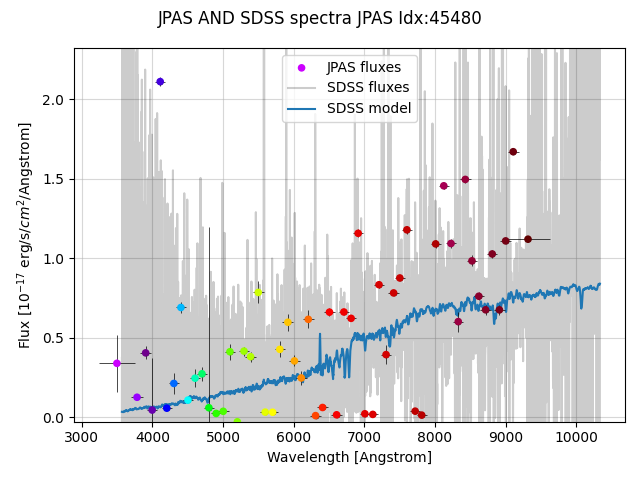 JPAS AND SDSS spectra JPAS Idx:45480
JPAS fluxes
SDSS fluxes
SDSS model
Flux [10⁻¹⁷ erg/s/cm²/Angstrom]
2.0
1.5
1.0
0.5
0.0
3000 4000 5000 6000 7000 8000 9000 10000
Wavelength [Angstrom]